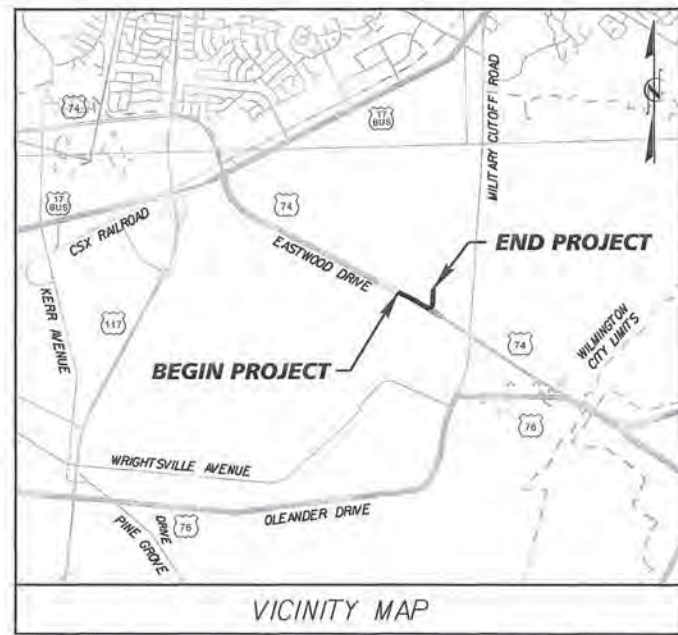 74
17
BUS
MILITARY CUTOFF ROAD
17
BUS
CSX RAILROAD
74
EASTWOOD DRIVE
END PROJECT
KERR AVENUE
117
BEGIN PROJECT
74
WILMINGTON
CITY LIMITS
76
WRIGHTSVILLE AVENUE
OLEANDER DRIVE
76
PINE GROVE
DRIVE
VICINITY MAP